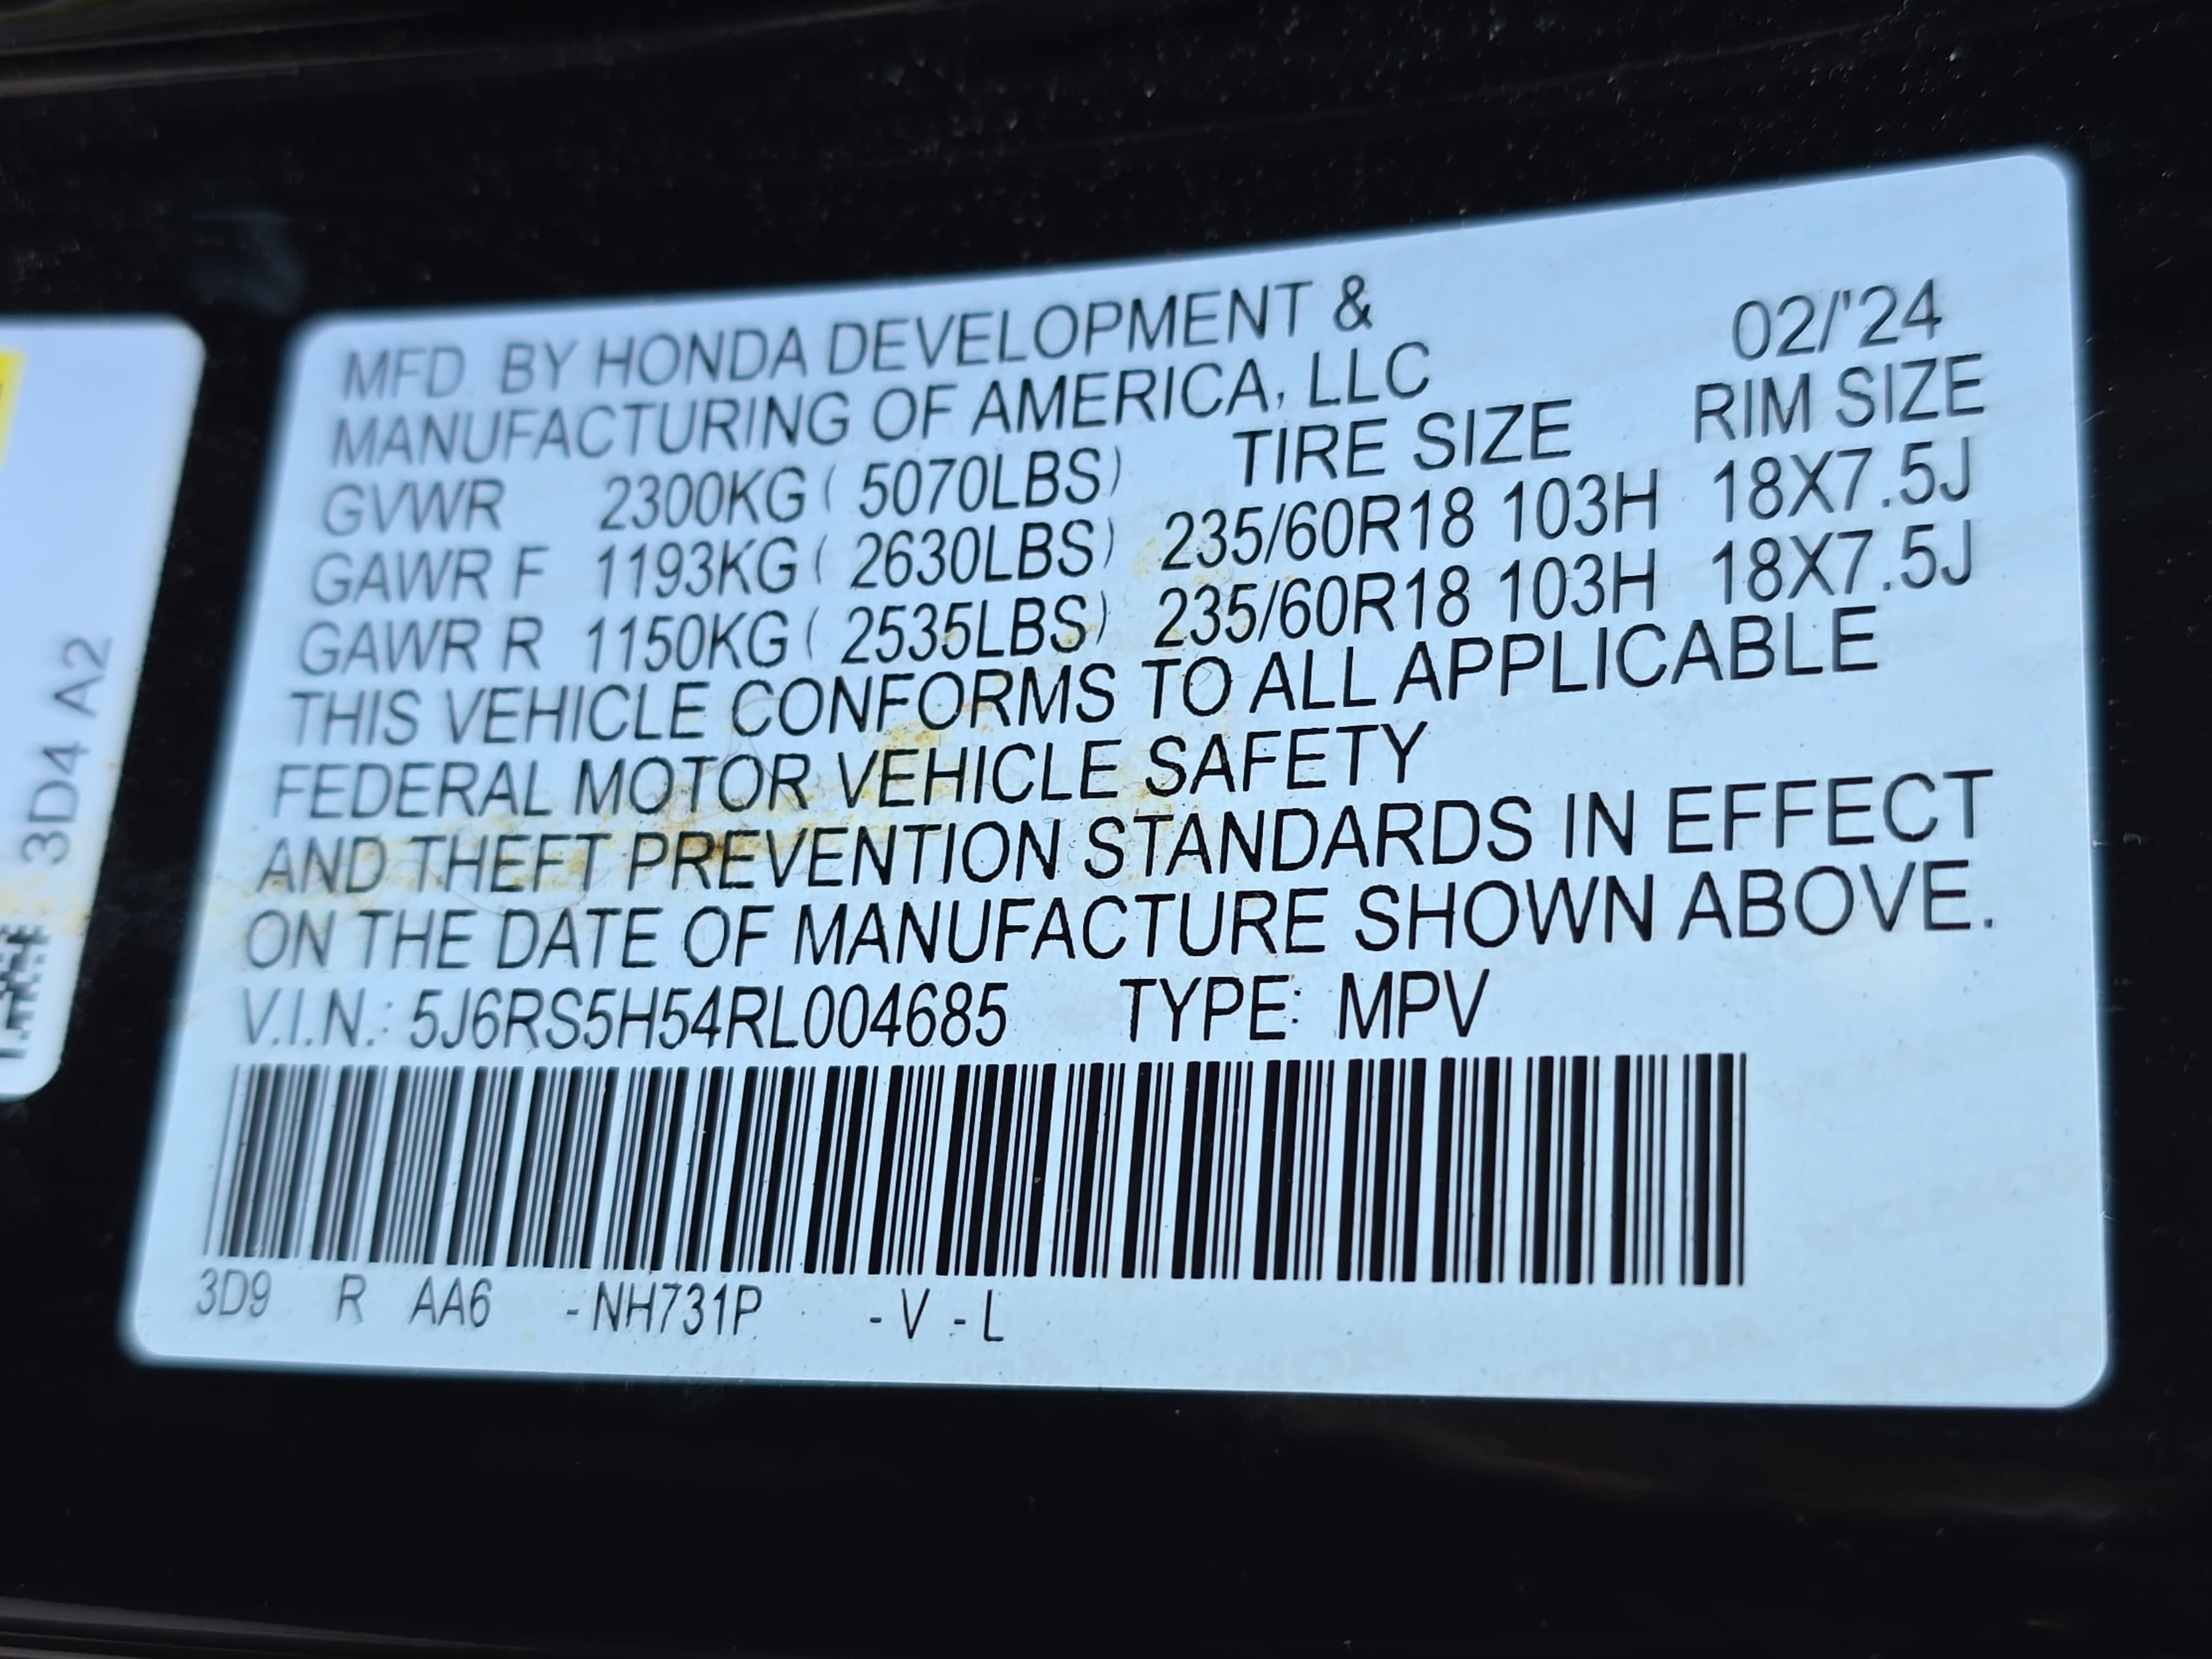 MFD. BY HONDA DEVELOPMENT & 02/'24
MANUFACTURING OF AMERICA, LLC
TIRE SIZE RIM SIZE
GVWR 2300KG ( 5070LBS)
GAWR F 1193KG ( 2630LBS) 235/60R18 103H 18X7.5J
GAWR R 1150KG ( 2535LBS) 235/60R18 103H 18X7.5J
THIS VEHICLE CONFORMS TO ALL APPLICABLE
FEDERAL MOTOR VEHICLE SAFETY
AND THEFT PREVENTION STANDARDS IN EFFECT
ON THE DATE OF MANUFACTURE SHOWN ABOVE.
V.I.N.: 5J6RS5H54RL004685 TYPE: MPV
3D9 R AA6 -NH731P -V -L
3D4 A2